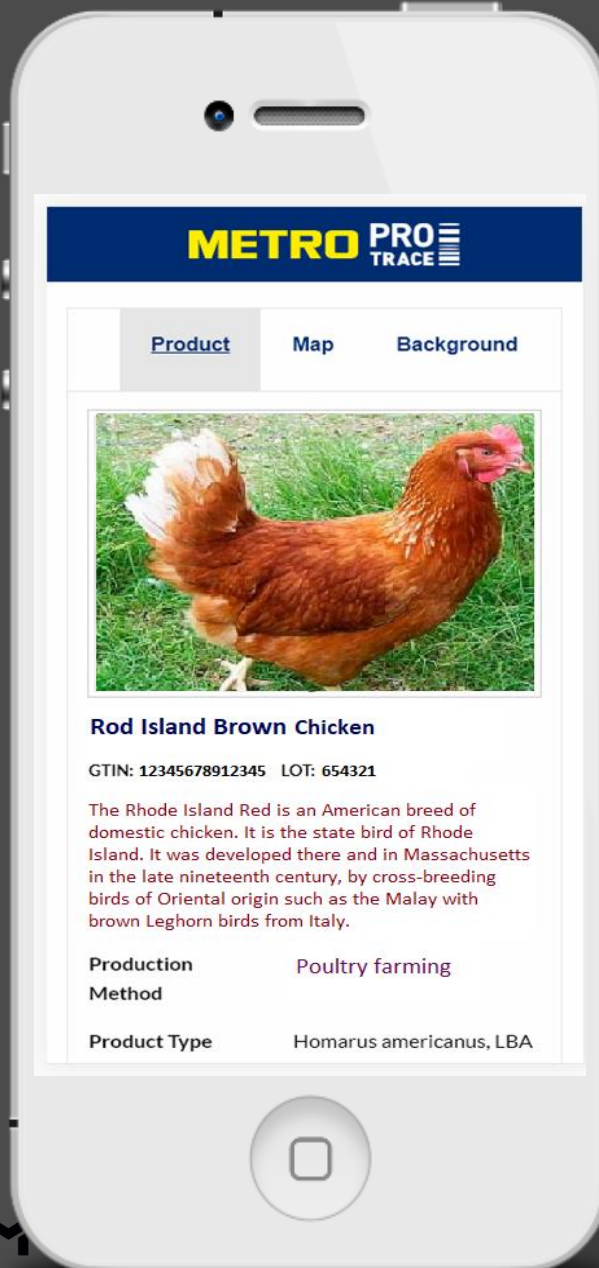 METRO PRO
TRACE
Product Map Background
Rod Island Brown Chicken
GTIN: 12345678912345 LOT: 654321
The Rhode Island Red is an American breed of
domestic chicken. It is the state bird of Rhode
Island. It was developed there and in Massachusetts
in the late nineteenth century, by cross-breeding
birds of Oriental origin such as the Malay with
brown Leghorn birds from Italy.
Production Poultry farming
Method
Product Type Homarus americanus, LBA